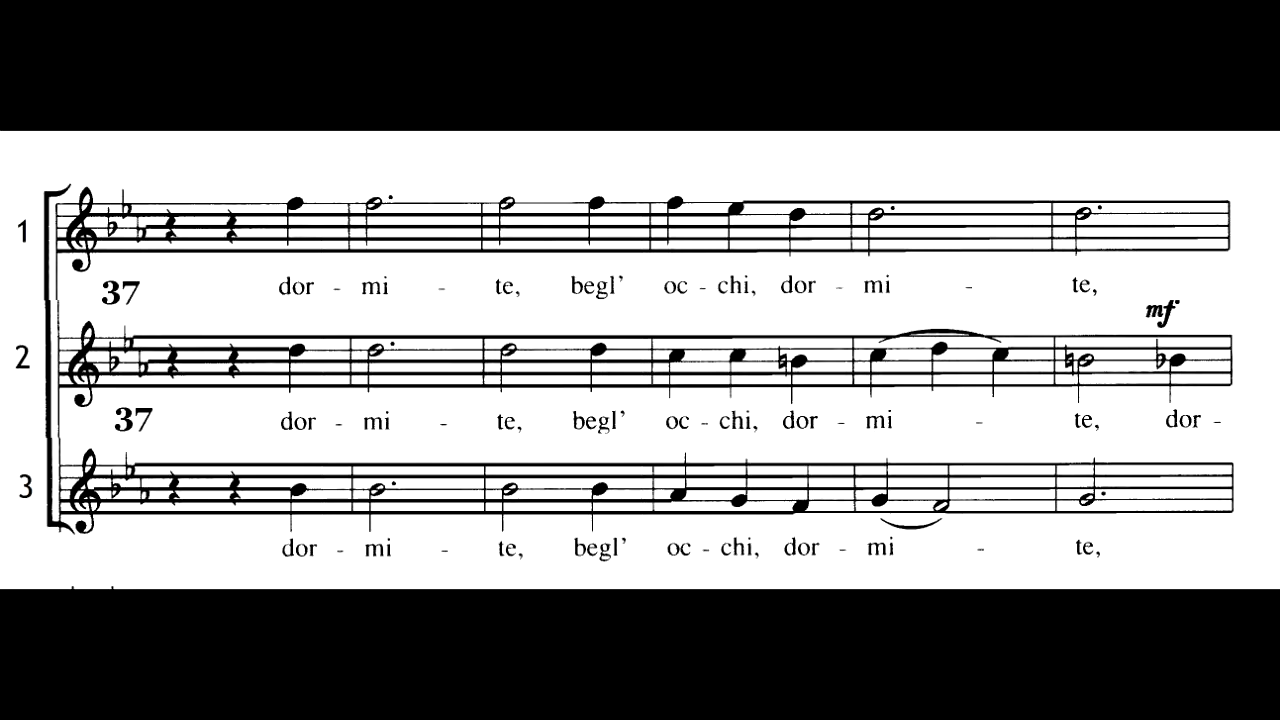 1
37 dor - mi - te, begl’ oc - chi, dor - mi - te,
mf
2
37 dor - mi - te, begl’ oc - chi, dor - mi - te, dor -
3
dor - mi - te, begl’ oc - chi, dor - mi - te,